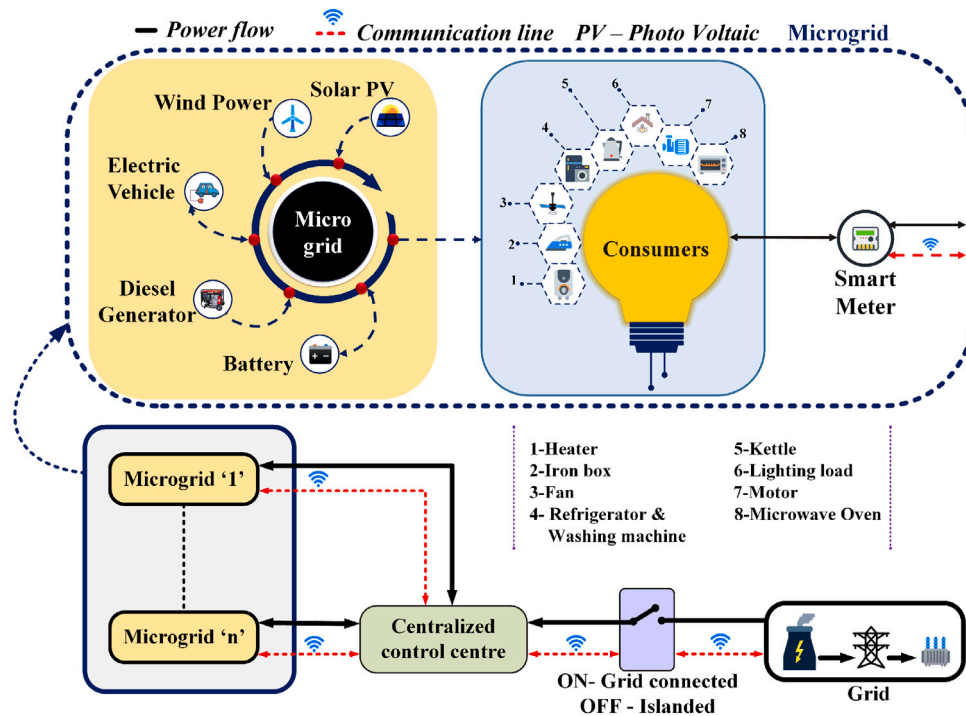 Power flow
Communication line
PV – Photo Voltaic
Microgrid
Solar PV
Wind Power
Electric
Vehicle
Micro
grid
Diesel
Generator
Battery
1
2
3
4
5
6
7
8
Consumers
Smart
Meter
1-Heater
2-Iron box
3-Fan
4- Refrigerator &
Washing machine
5-Kettle
6-Lighting load
7-Motor
8-Microwave Oven
Microgrid ‘1’
Microgrid ‘n’
Centralized
control centre
ON- Grid connected
OFF - Islanded
Grid